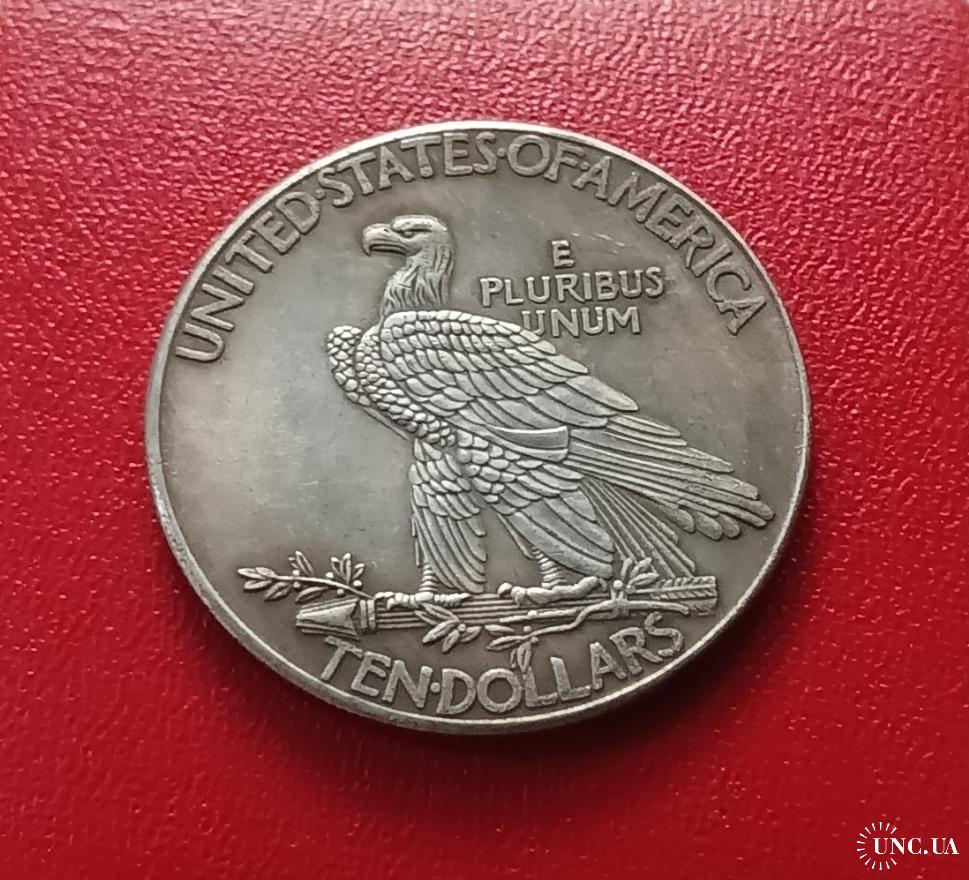 UNITED·STATES·OF·AMERICA
E
PLURIBUS
UNUM
TEN·DOLLARS
UNC.UA